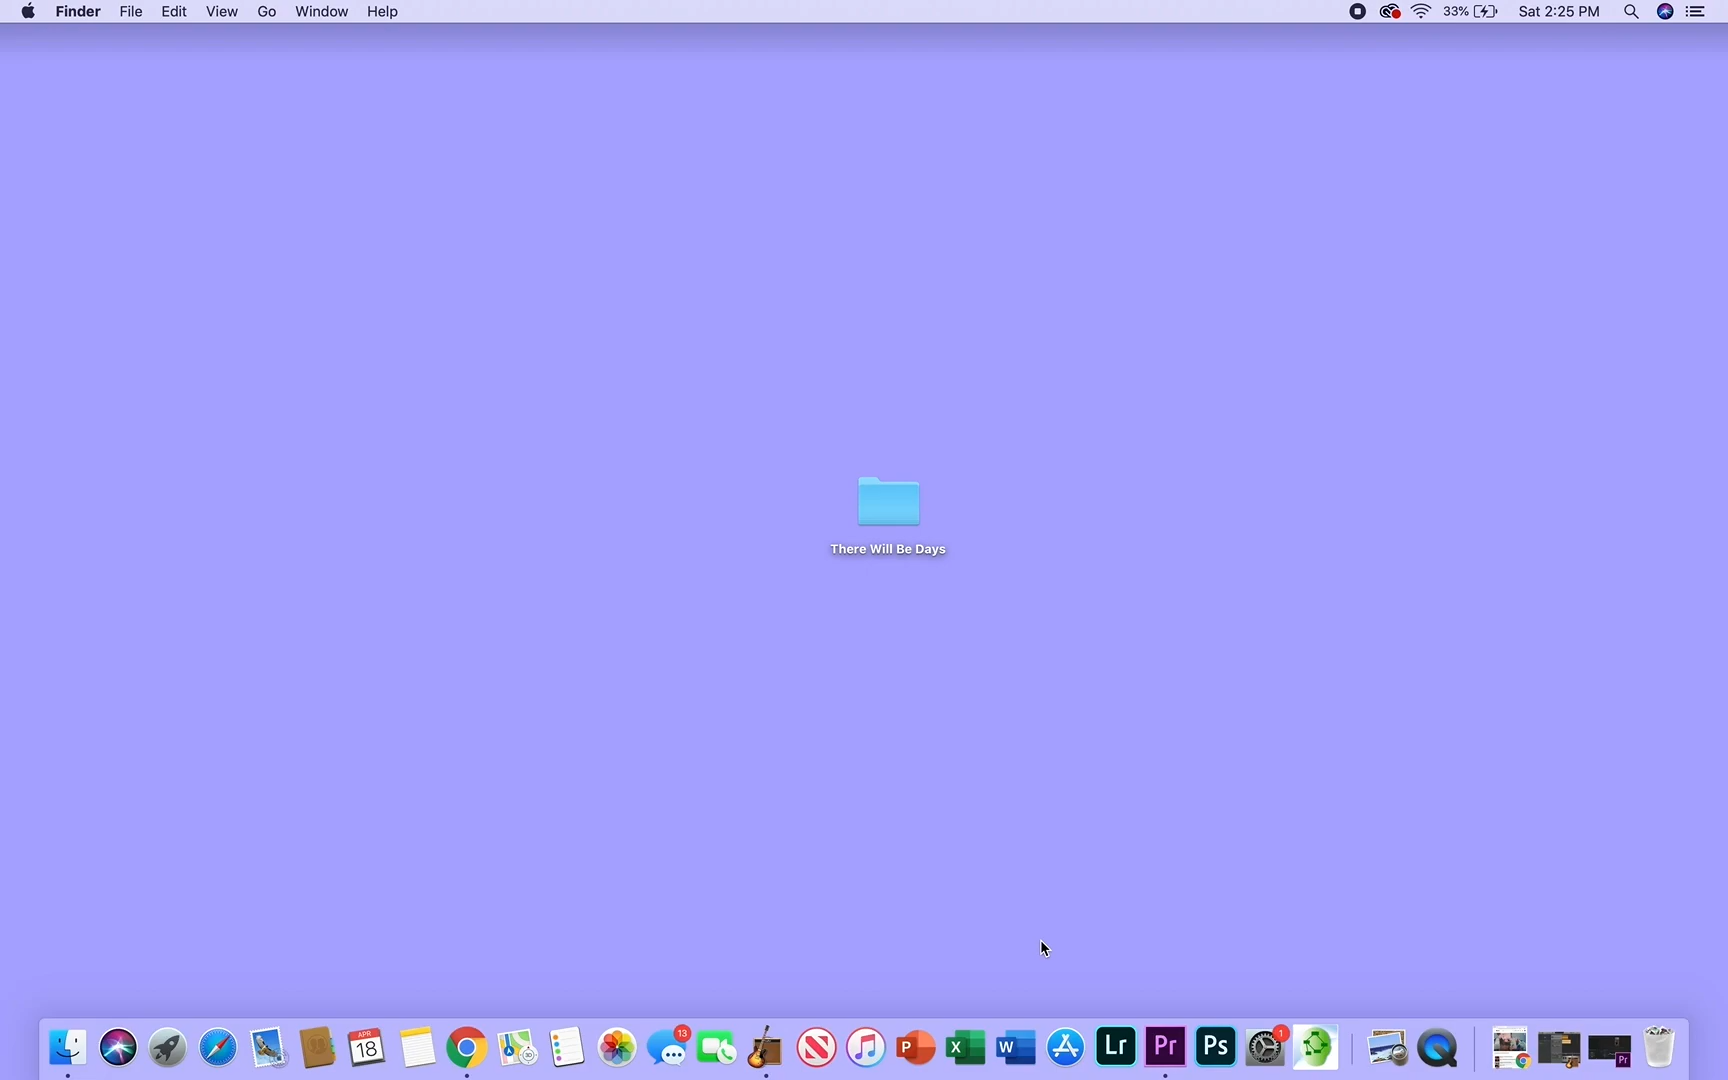 Finder File Edit View Go Window Help 33% Sat 2:25 PM
There Will Be Days
APR
18
3D
13
P
X
W
Lr
Pr
Ps
1
Pr